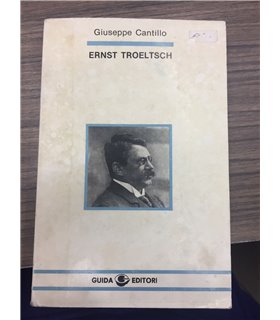 Giuseppe Cantillo
ERNST TROELTSCH
GUIDA EDITORI